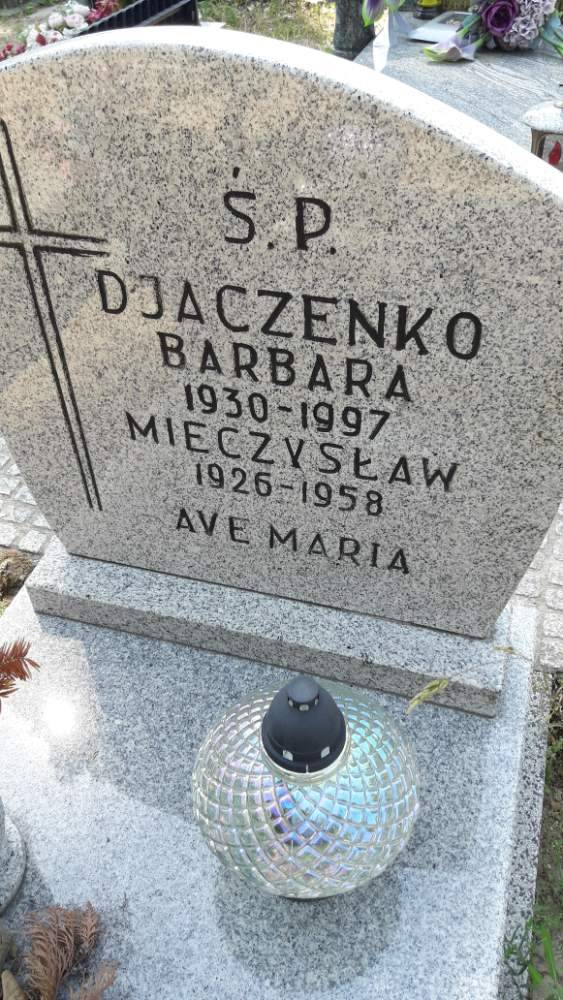 Ś.P.
DJACZENKO
BARBARA
1930-1997
MIECZYSŁAW
1926-1958
AVE MARIA